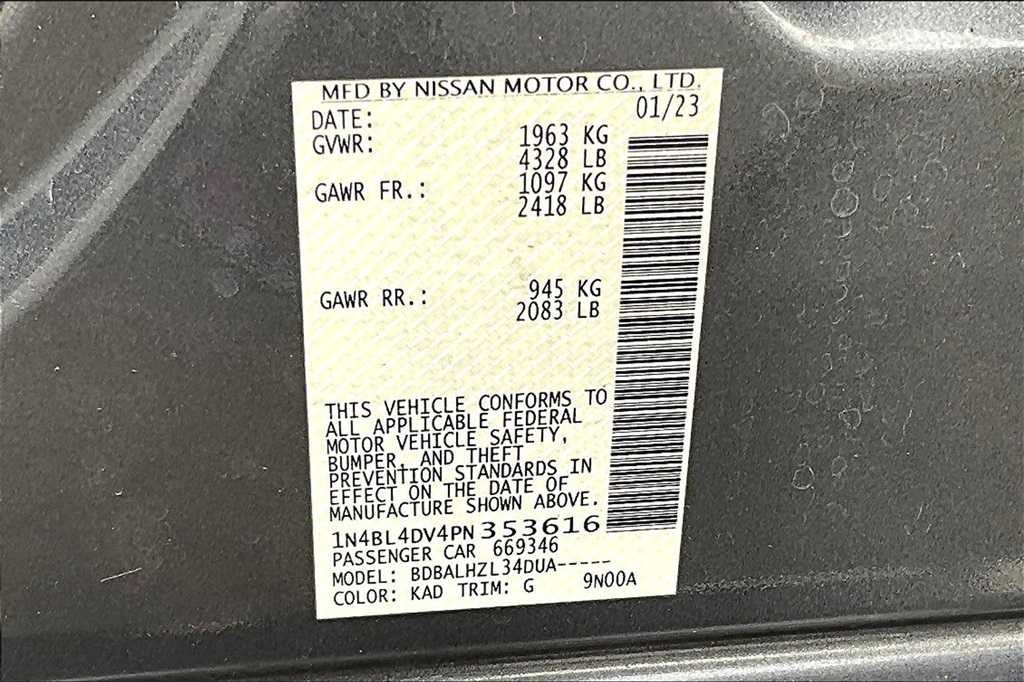 MFD BY NISSAN MOTOR CO., LTD.
DATE: 01/23
GVWR: 1963 KG
4328 LB
GAWR FR.: 1097 KG
2418 LB
GAWR RR.: 945 KG
2083 LB
THIS VEHICLE CONFORMS TO
ALL APPLICABLE FEDERAL
MOTOR VEHICLE SAFETY,
BUMPER, AND THEFT
PREVENTION STANDARDS IN
EFFECT ON THE DATE OF
MANUFACTURE SHOWN ABOVE.
1N4BL4DV4PN353616
PASSENGER CAR 669346
MODEL: BDBALHZL34DUA-----
COLOR: KAD TRIM: G 9N00A